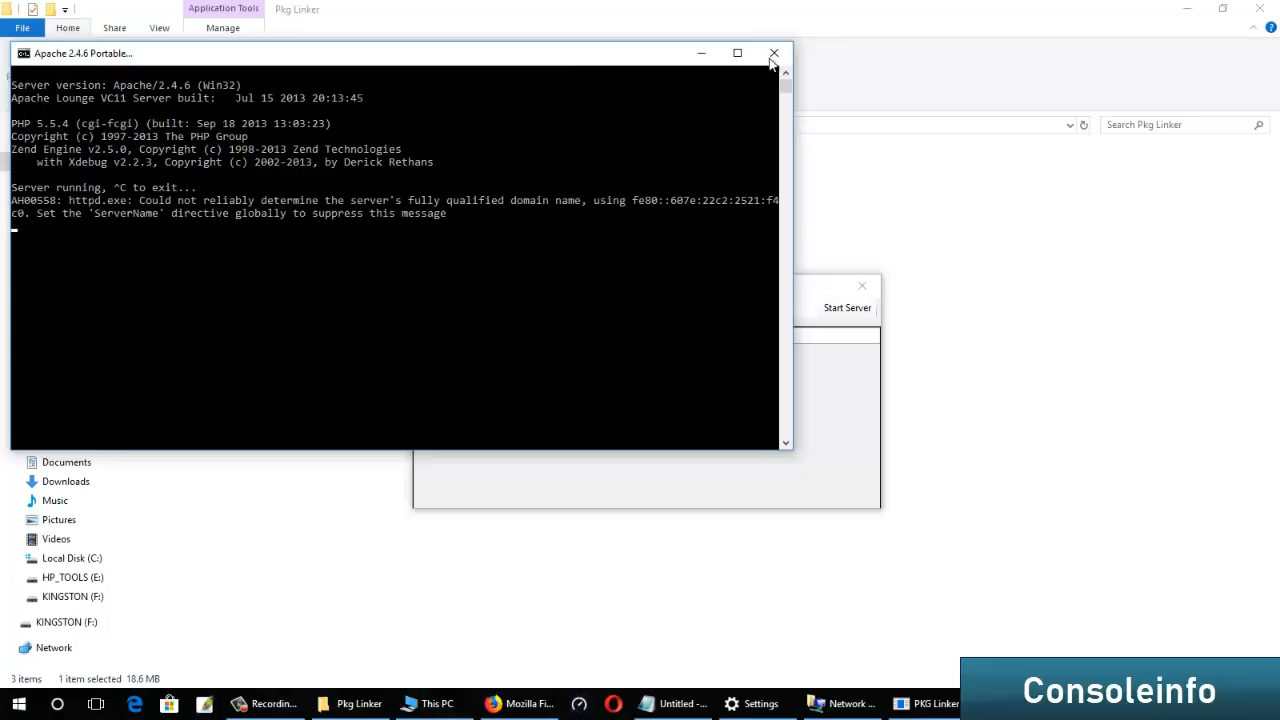 Application Tools
Pkg Linker
File
Home
Share
View
Manage
Apache 2.4.6 Portable...
Server version: Apache/2.4.6 (Win32)
Apache Lounge VC11 Server built:   Jul 15 2013 20:13:45
PHP 5.5.4 (cgi-fcgi) (built: Sep 18 2013 13:03:23)
Copyright (c) 1997-2013 The PHP Group
Zend Engine v2.5.0, Copyright (c) 1998-2013 Zend Technologies
with Xdebug v2.2.3, Copyright (c) 2002-2013, by Derick Rethans
Server running, ^C to exit...
AH00558: httpd.exe: Could not reliably determine the server's fully qualified domain name, using fe80::607e:22c2:2521:f4
c0. Set the 'ServerName' directive globally to suppress this message
Search Pkg Linker
Start Server
Documents
Downloads
Music
Pictures
Videos
Local Disk (C:)
HP_TOOLS (E:)
KINGSTON (F:)
KINGSTON (F:)
Network
3 items
1 item selected  18.6 MB
Recordin...
Pkg Linker
This PC
Mozilla Fi...
Untitled -...
Settings
Network ...
PKG Linker
Consoleinfo